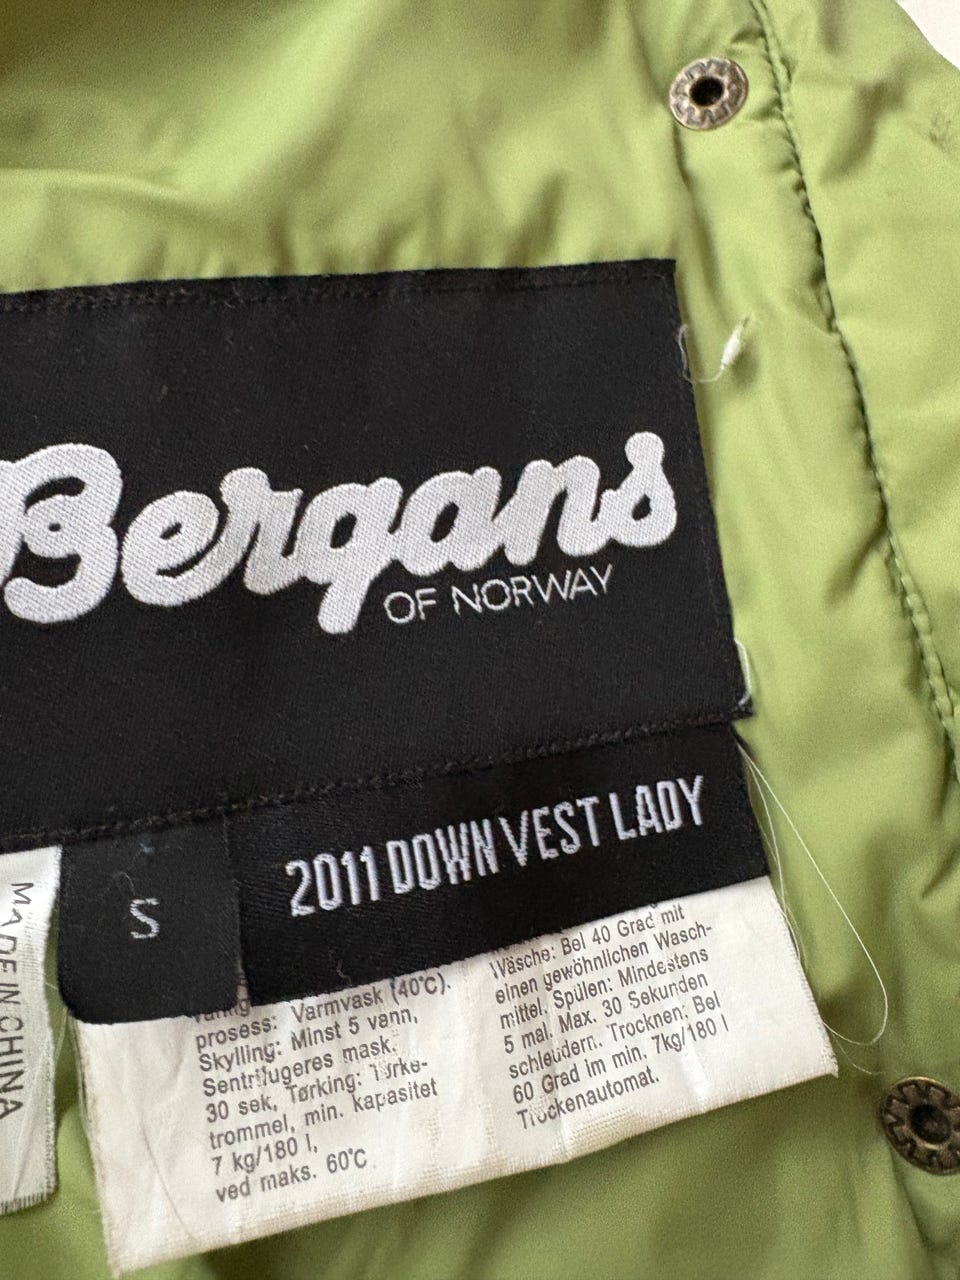 Bergans
OF NORWAY
2011 DOWN VEST LADY
S
MADE IN CHINA
prosess: Varmvask (40°C).
Skylling: Minst 5 vann,
Sentrifugeres mask.
30 sek, Tørking: Tørke-
trommel, min. kapasitet
7 kg/180 l,
ved maks. 60°C
Wäsche: Bel 40 Grad mit
einen gewöhnlichen Wasch-
mittel. Spülen: Mindestens
5 mal. Max. 30 Sekunden
schleudern. Trocknen: Bel
60 Grad im min. 7kg/180 l
Trockenautomat.